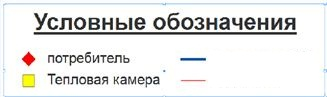 Условные обозначения
потребитель
Тепловая камера